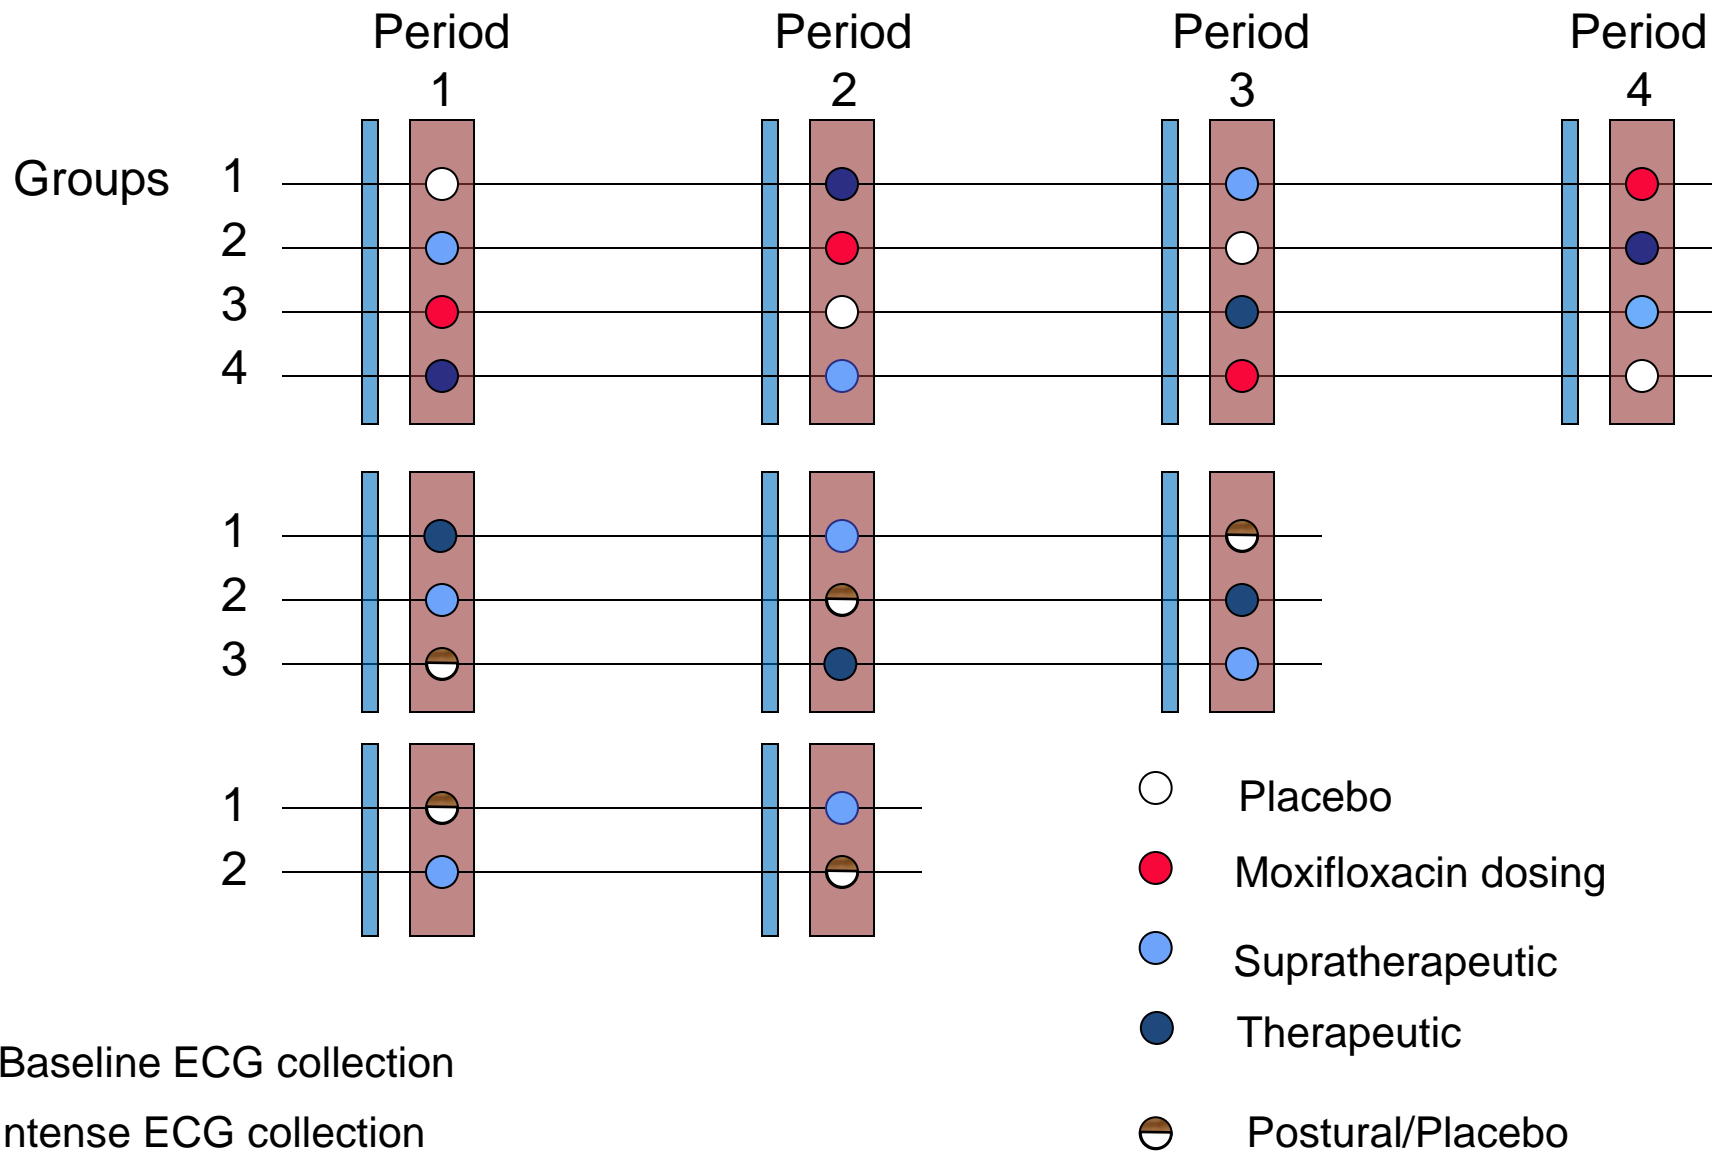 Period Period Period Period
1 2 3 4
Groups 1
2
3
4
1
2
3
1
2
Placebo
Moxifloxacin dosing
Supratherapeutic
Therapeutic
Baseline ECG collection
ntense ECG collection
Postural/Placebo